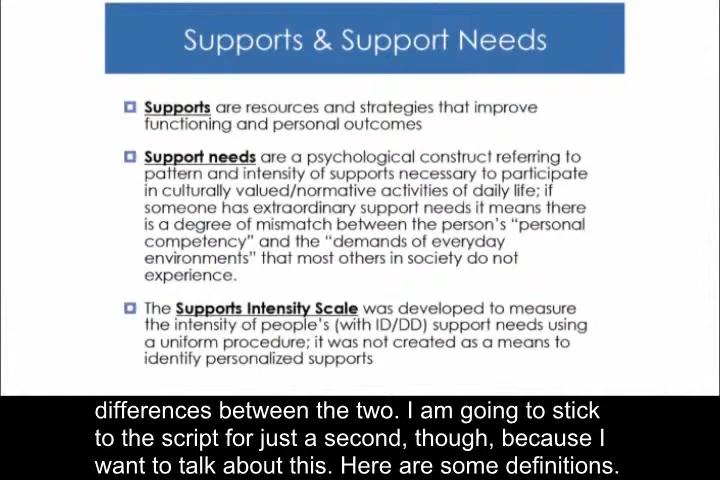 Supports & Support Needs
Supports are resources and strategies that improve
functioning and personal outcomes
Support needs are a psychological construct referring to
pattern and intensity of supports necessary to participate
in culturally valued/normative activities of daily life; if
someone has extraordinary support needs it means there
is a degree of mismatch between the person's "personal
competency" and the "demands of everyday
environments" that most others in society do not
experience.
The Supports Intensity Scale was developed to measure
the intensity of people's (with ID/DD) support needs using
a uniform procedure; it was not created as a means to
identify personalized supports
differences between the two. I am going to stick
to the script for just a second, though, because I
want to talk about this. Here are some definitions.